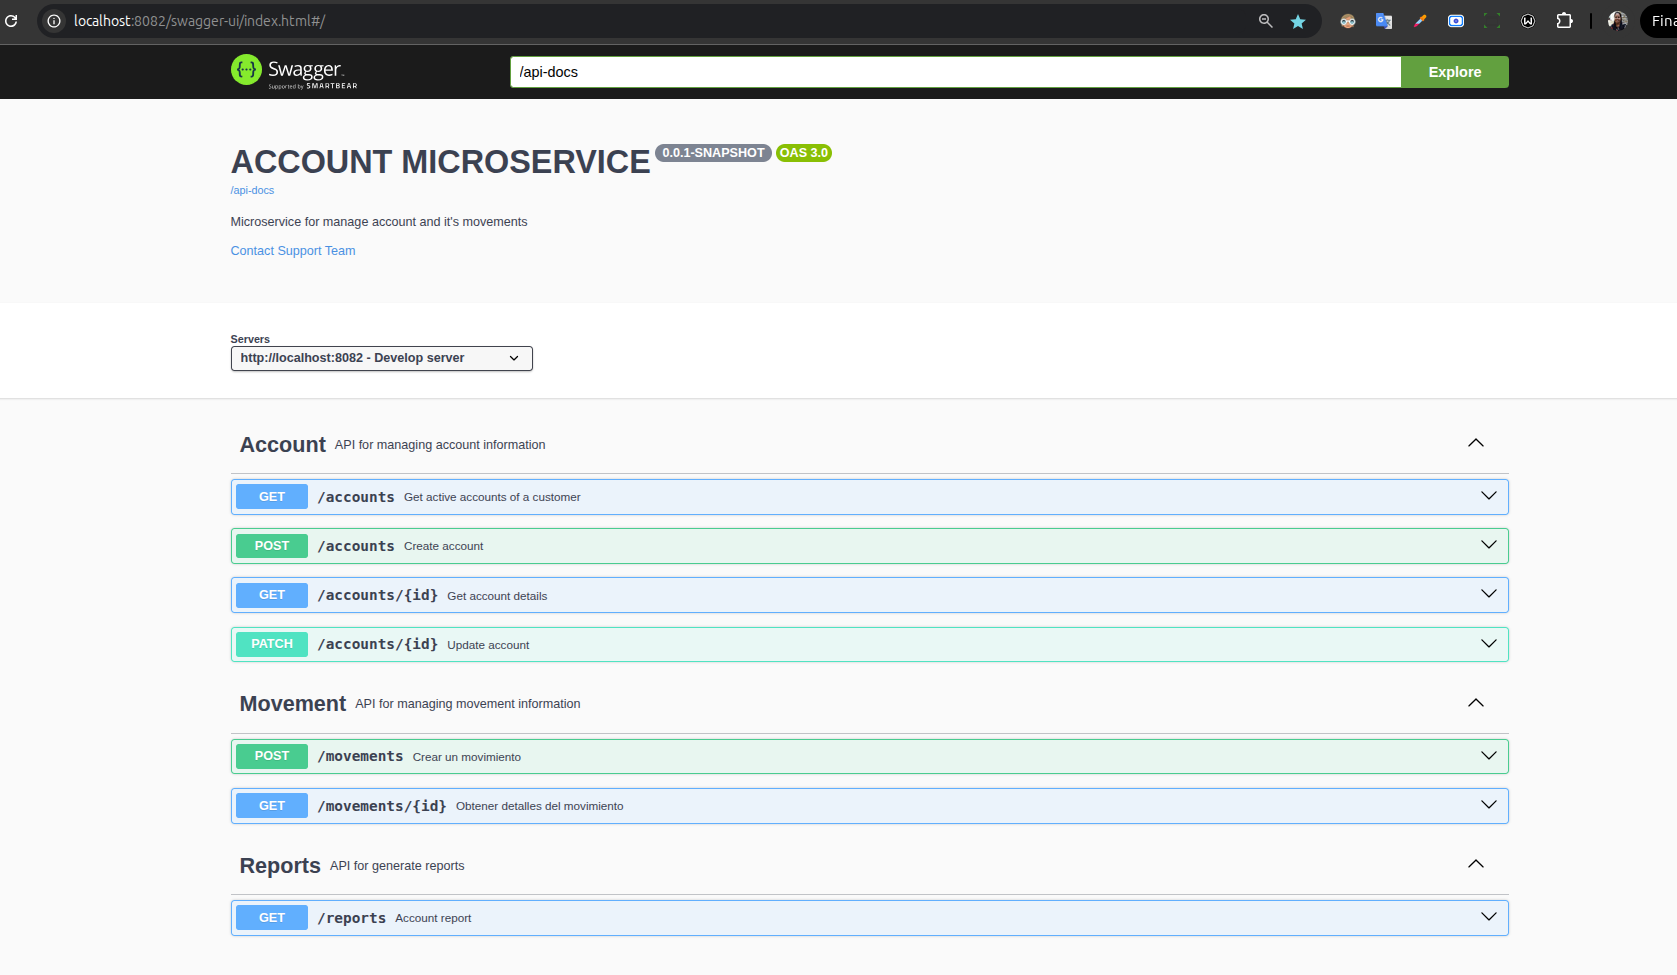 localhost:8082/swagger-ui/index.html#/
Fina
Swagger
Supported by SMARTBEAR
/api-docs
Explore
ACCOUNT MICROSERVICE 0.0.1-SNAPSHOT OAS 3.0
/api-docs
Microservice for manage account and it's movements
Contact Support Team
Servers
http://localhost:8082 - Develop server
Account API for managing account information
GET /accounts Get active accounts of a customer
POST /accounts Create account
GET /accounts/{id} Get account details
PATCH /accounts/{id} Update account
Movement API for managing movement information
POST /movements Crear un movimiento
GET /movements/{id} Obtener detalles del movimiento
Reports API for generate reports
GET /reports Account report